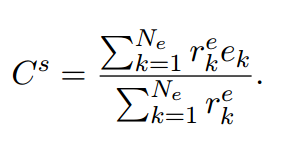 C^s = \frac{\sum_{k=1}^{N_e} r_k^e e_k}{\sum_{k=1}^{N_e} r_k^e}.